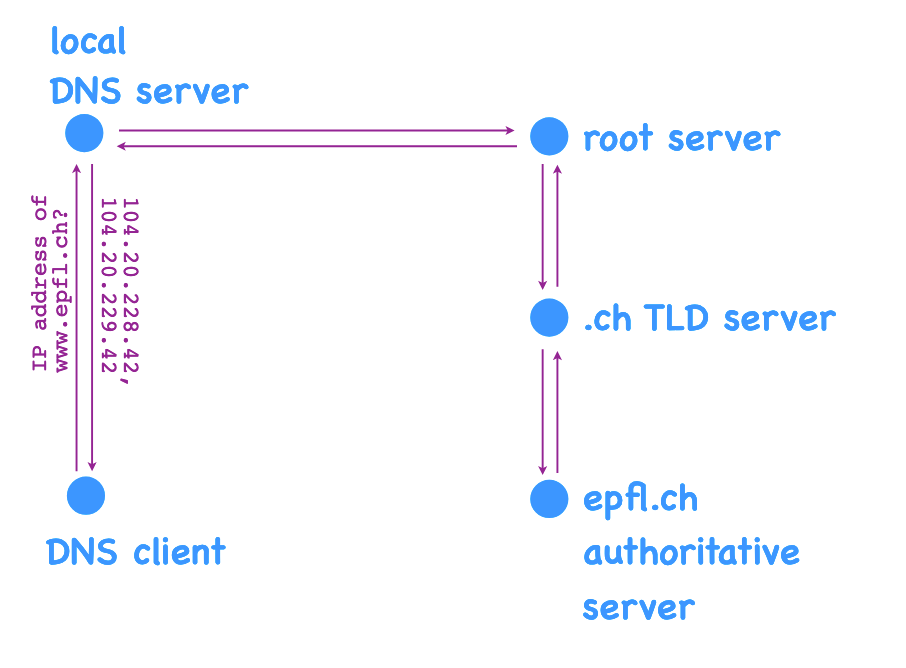 local
DNS server
root server
IP address of
www.epfl.ch?
104.20.228.42,
104.20.229.42
.ch TLD server
epfl.ch
authoritative
server
DNS client